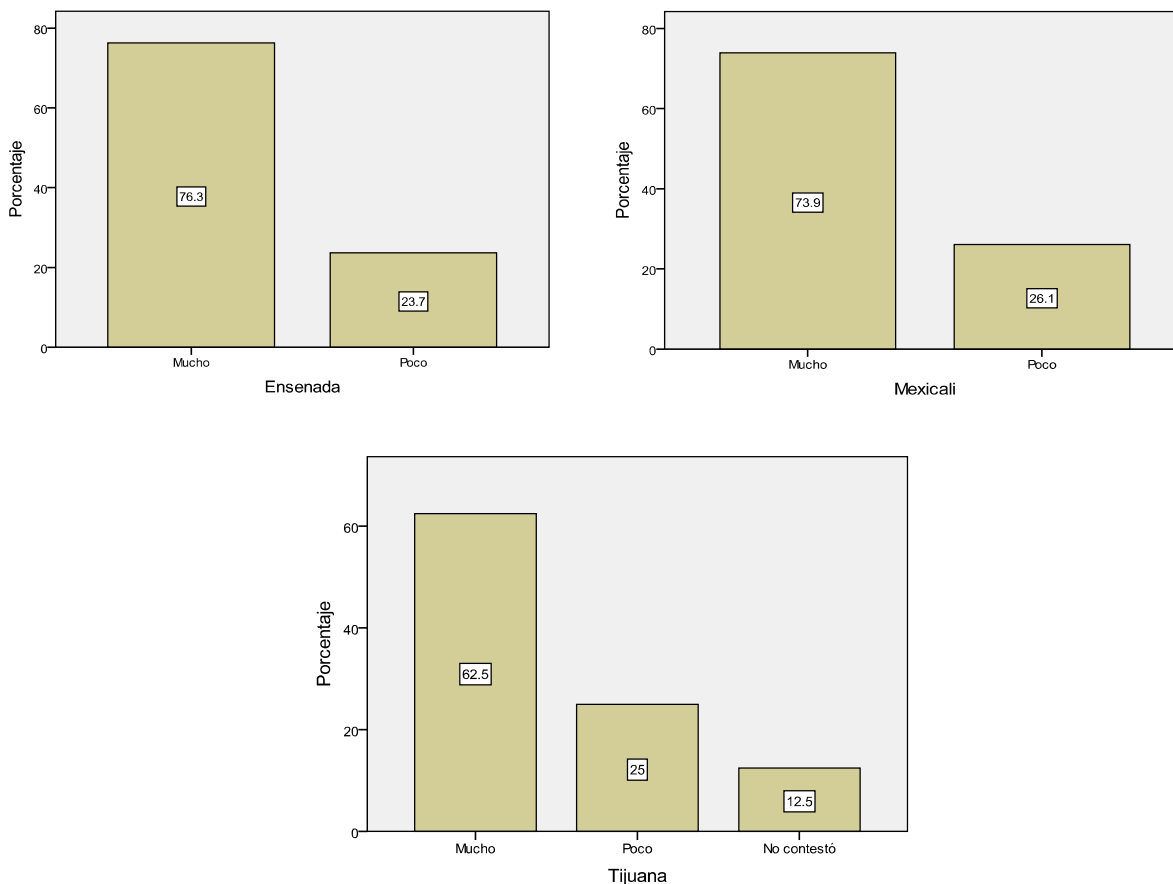 80
60
40
20
0
Porcentaje
76.3
23.7
Mucho Poco
Ensenada
80
60
40
20
0
Porcentaje
73.9
26.1
Mucho Poco
Mexicali
60
40
20
0
Porcentaje
62.5
25
12.5
Mucho Poco No contestó
Tijuana